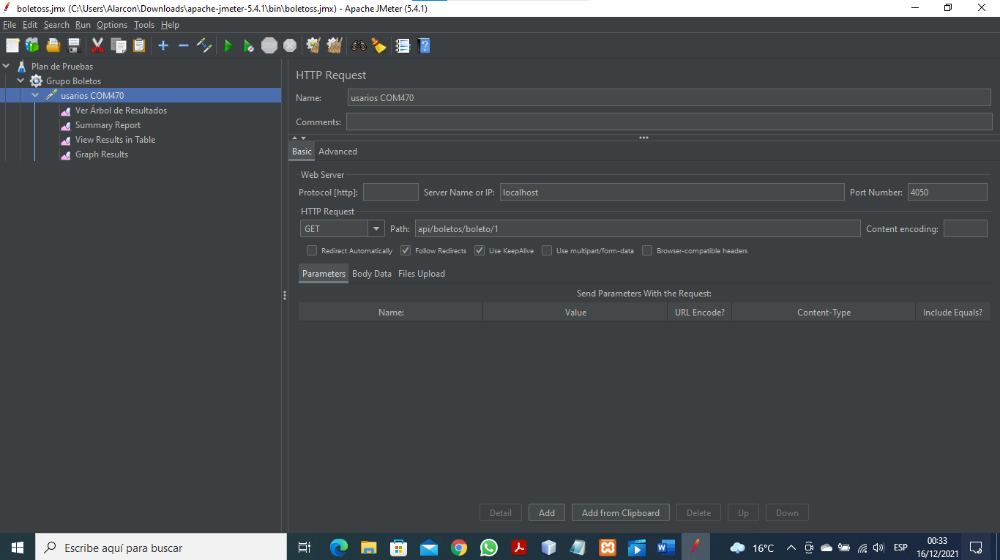 boletoss.jmx (C:\Users\Alarcon\Downloads\apache-jmeter-5.4.1\bin\boletoss.jmx) - Apache JMeter (5.4.1)
File Edit Search Run Options Tools Help
STOP
Plan de Pruebas
Grupo Boletos
usarios COM470
Ver Árbol de Resultados
Summary Report
View Results in Table
Graph Results
HTTP Request
Name: usarios COM470
Comments:
Basic Advanced
Web Server
Protocol [http]: Server Name or IP: localhost Port Number: 4050
HTTP Request
GET Path: api/boletos/boleto/1 Content encoding:
Redirect Automatically Follow Redirects Use KeepAlive Use multipart/form-data Browser-compatible headers
Parameters Body Data Files Upload
Send Parameters With the Request:
Name: Value URL Encode? Content-Type Include Equals?
Detail Add Add from Clipboard Delete Up Down
Escribe aquí para buscar
16°C ESP 00:33
16/12/2021